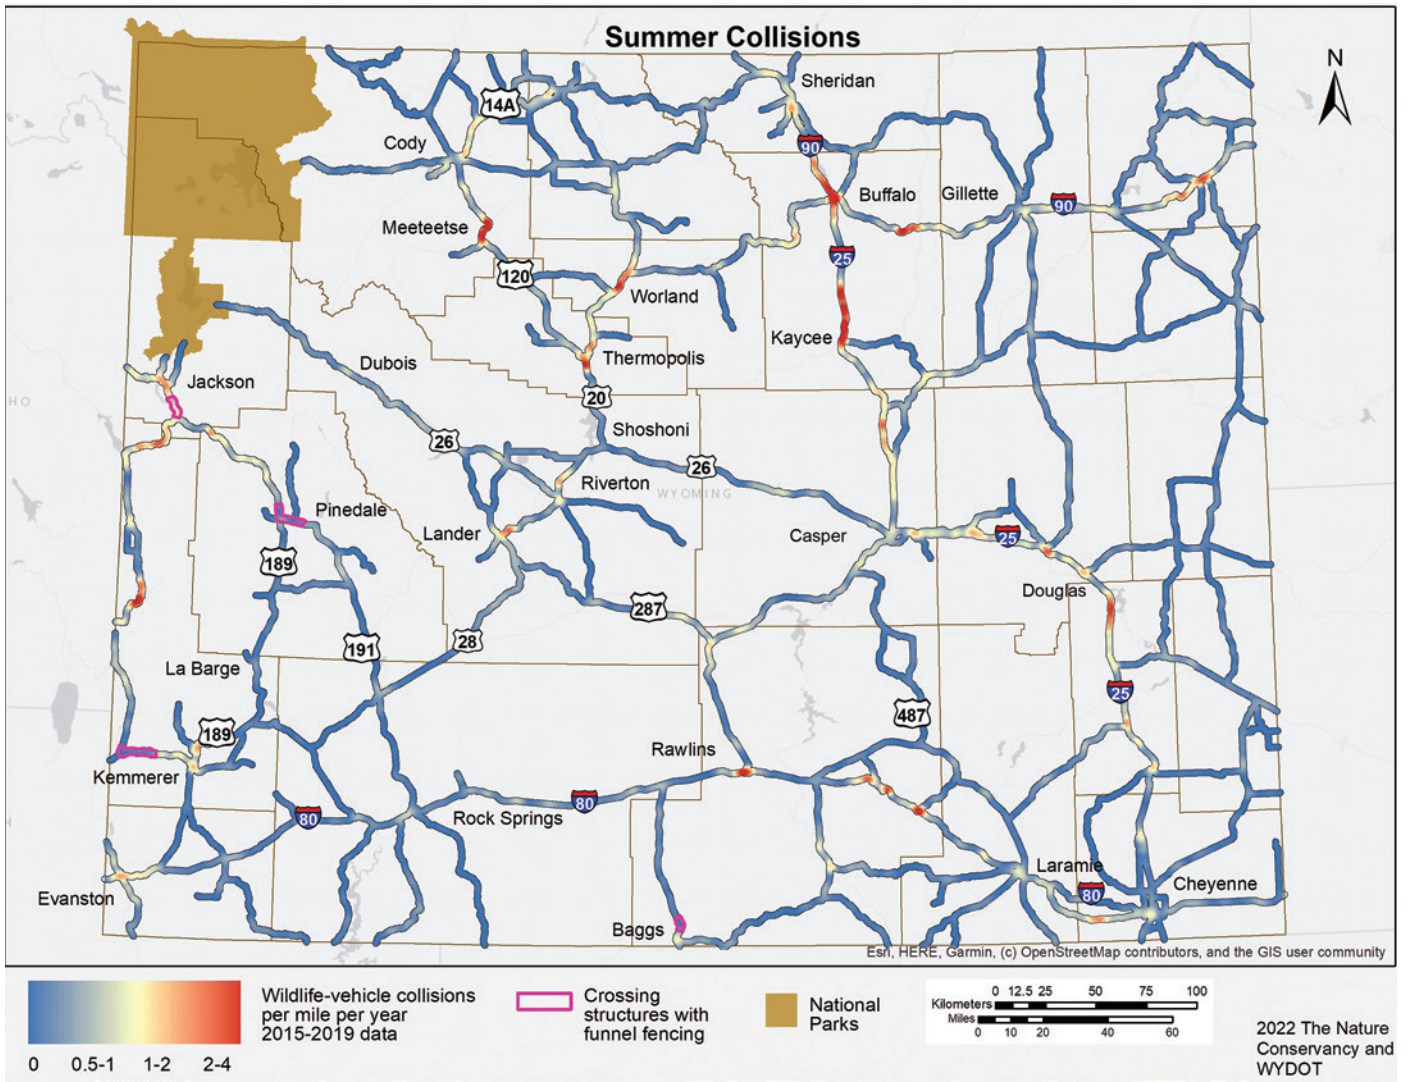 Summer Collisions
N
Sheridan
14A
Cody
90
Buffalo
Gillette
90
Meeteetse
25
120
Worland
Kaycee
Thermopolis
Dubois
Jackson
20
HO
Shoshoni
26
26
Riverton
WYOMING
Pinedale
Lander
Casper
25
189
Douglas
287
28
191
La Barge
25
487
189
Rawlins
Kemmerer
80
Rock Springs
80
Laramie
Cheyenne
80
Evanston
Baggs
Esri, HERE, Garmin, (c) OpenStreetMap contributors, and the GIS user community
0 0.5-1 1-2 2-4
Wildlife-vehicle collisions
per mile per year
2015-2019 data
Crossing
structures with
funnel fencing
National
Parks
0 12.5 25 50 75 100
Kilometers
Miles
0 10 20 40 60
2022 The Nature
Conservancy and
WYDOT